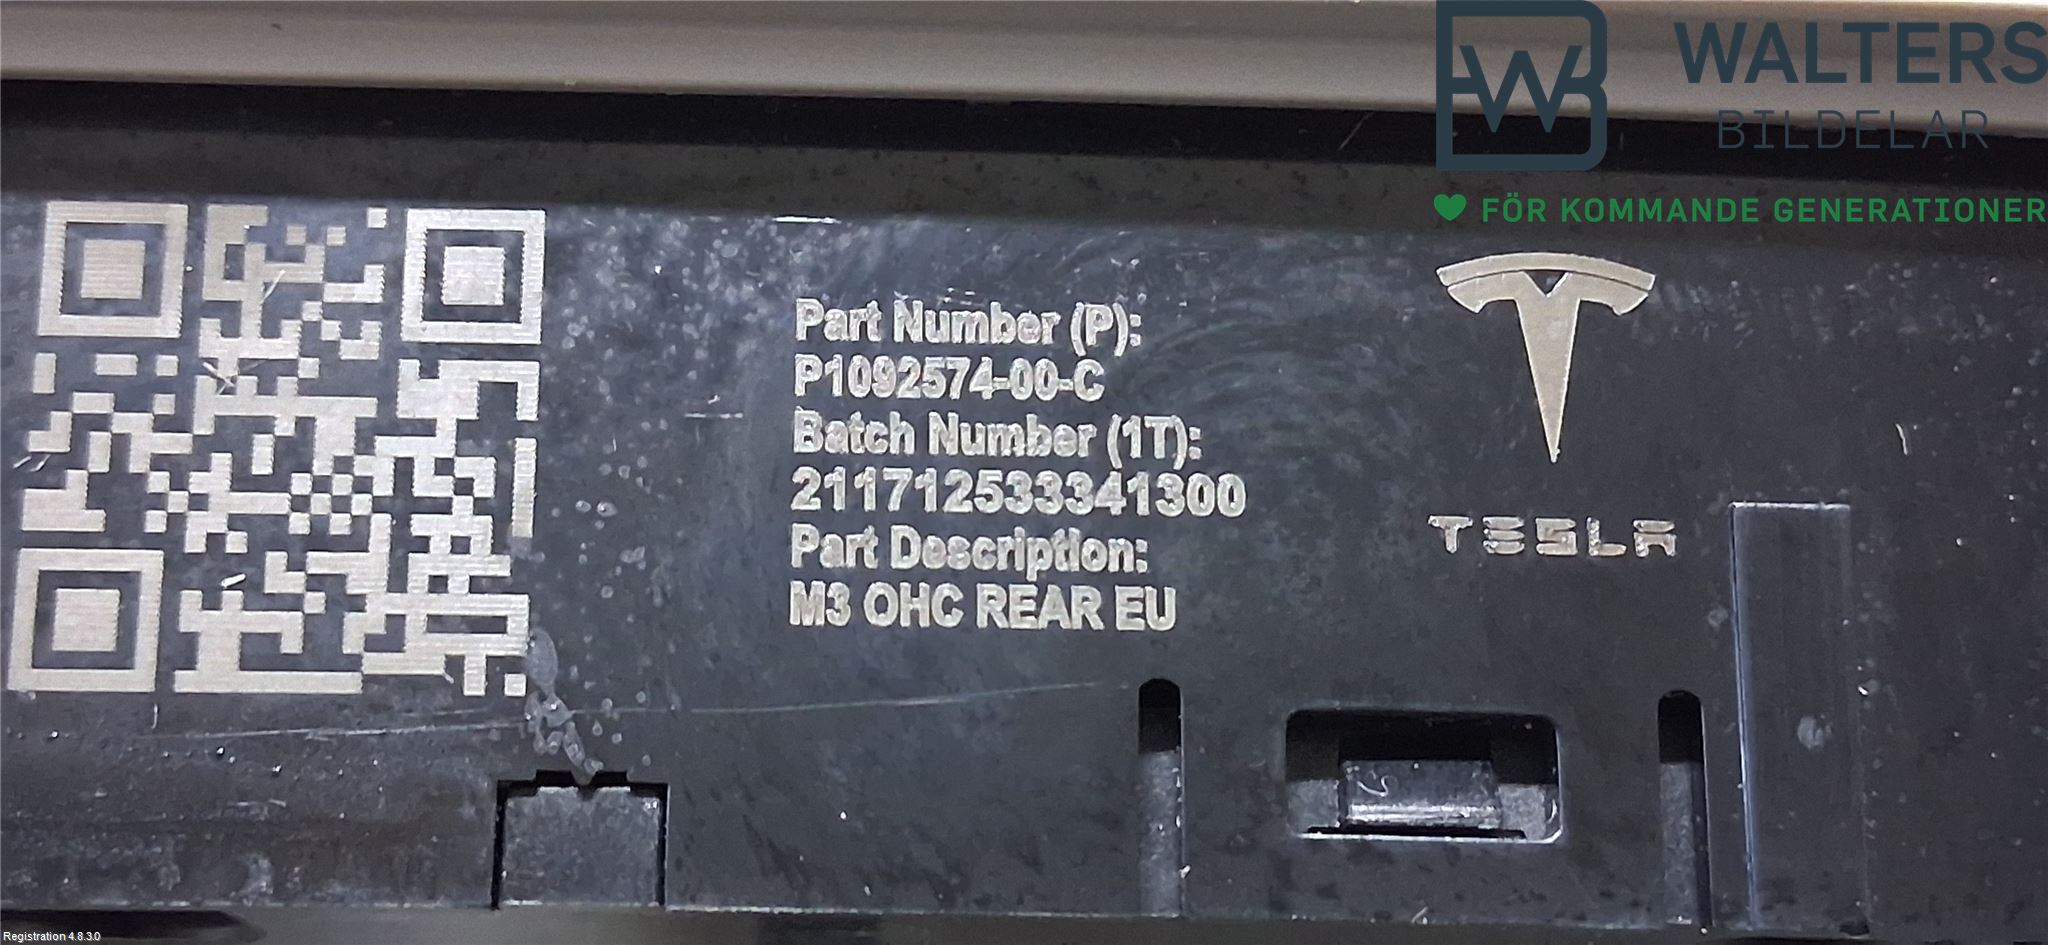 WALTERS
BILDELAR
FÖR KOMMANDE GENERATIONER
Part Number (P):
P1092574-00-C
Batch Number (1T):
2117125333341300
Part Description:
M3 OHC REAR EU
TESLA
Registration 4.8.3.0